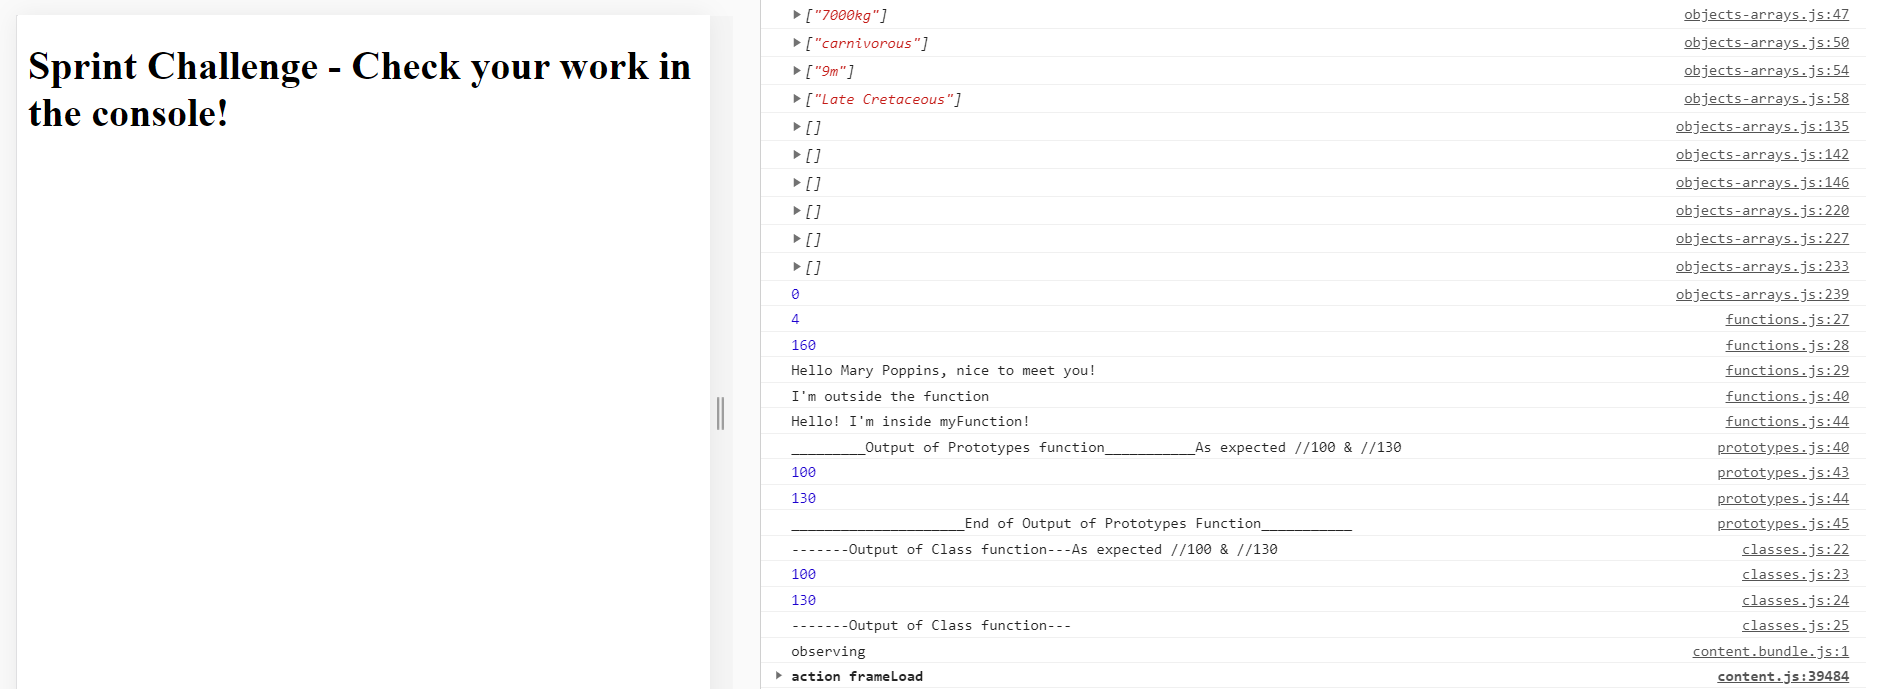 Sprint Challenge - Check your work in
the console!
["7000kg"] objects-arrays.js:47
["carnivorous"] objects-arrays.js:50
["9m"] objects-arrays.js:54
["Late Cretaceous"] objects-arrays.js:58
[] objects-arrays.js:135
[] objects-arrays.js:142
[] objects-arrays.js:146
[] objects-arrays.js:220
[] objects-arrays.js:227
[] objects-arrays.js:233
0 objects-arrays.js:239
4 functions.js:27
160 functions.js:28
Hello Mary Poppins, nice to meet you! functions.js:29
I'm outside the function functions.js:40
Hello! I'm inside myFunction! functions.js:44
_________Output of Prototypes function___________As expected //100 & //130 prototypes.js:40
100 prototypes.js:43
130 prototypes.js:44
_____________________End of Output of Prototypes Function___________ prototypes.js:45
-------Output of Class function---As expected //100 & //130 classes.js:22
100 classes.js:23
130 classes.js:24
-------Output of Class function--- classes.js:25
observing content.bundle.js:1
action frameLoad content.js:39484